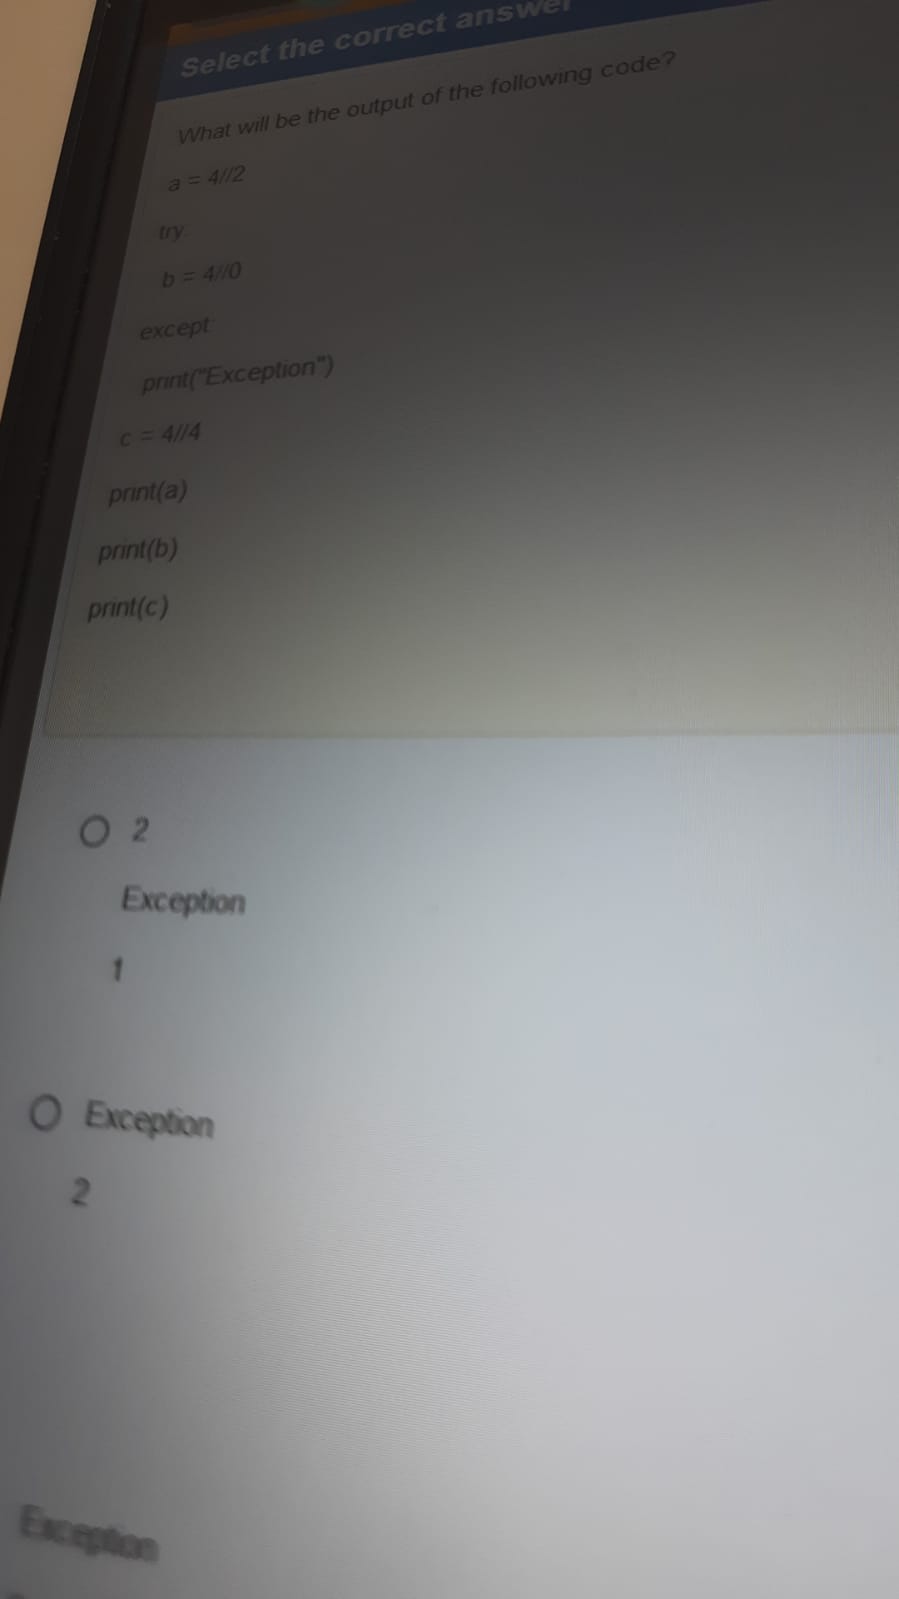 Select the correct answer
What will be the output of the following code?
a = 4//2
try:
b = 4//0
except:
print("Exception")
c = 4//4
print(a)
print(b)
print(c)
2
Exception
1
Exception
2
Exception